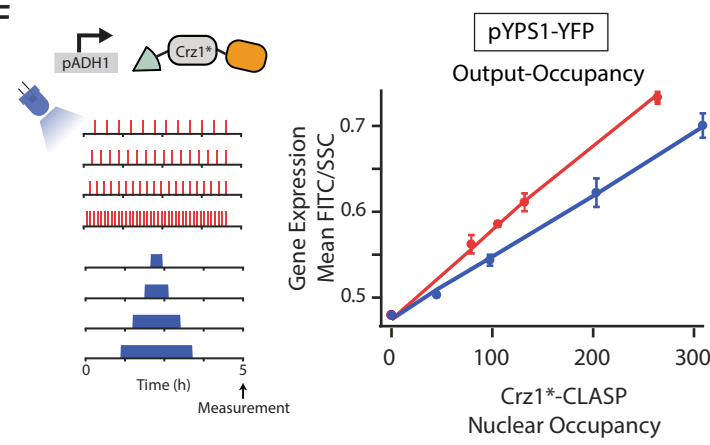 pADH1
Crz1*
0
5
Time (h)
Measurement
pYPS1-YFP
Output-Occupancy
Gene Expression
Mean FITC/SSC
0.7
0.6
0.5
0 100 200 300
Crz1*-CLASP
Nuclear Occupancy